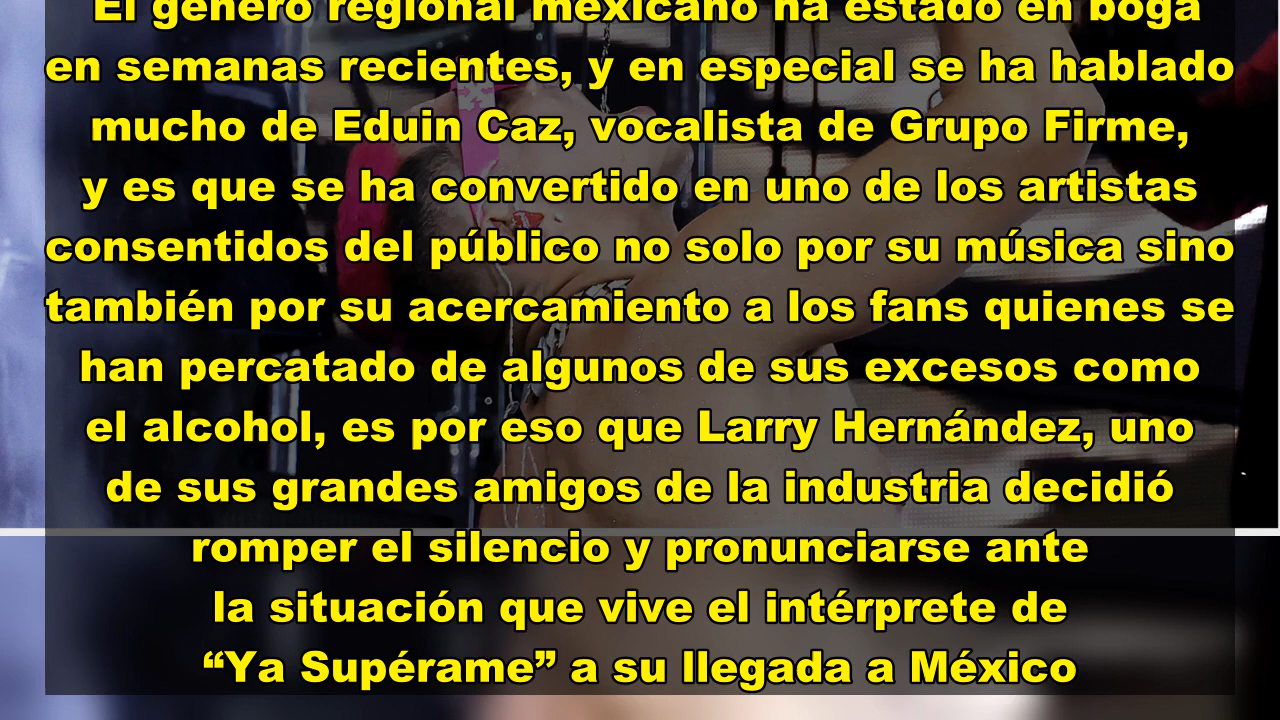 El género regional mexicano ha estado en boga
en semanas recientes, y en especial se ha hablado
mucho de Eduin Caz, vocalista de Grupo Firme,
y es que se ha convertido en uno de los artistas
consentidos del público no solo por su música sino
también por su acercamiento a los fans quienes se
han percatado de algunos de sus excesos como
el alcohol, es por eso que Larry Hernández, uno
de sus grandes amigos de la industria decidió
romper el silencio y pronunciarse ante
la situación que vive el intérprete de
“Ya Supérame” a su llegada a México